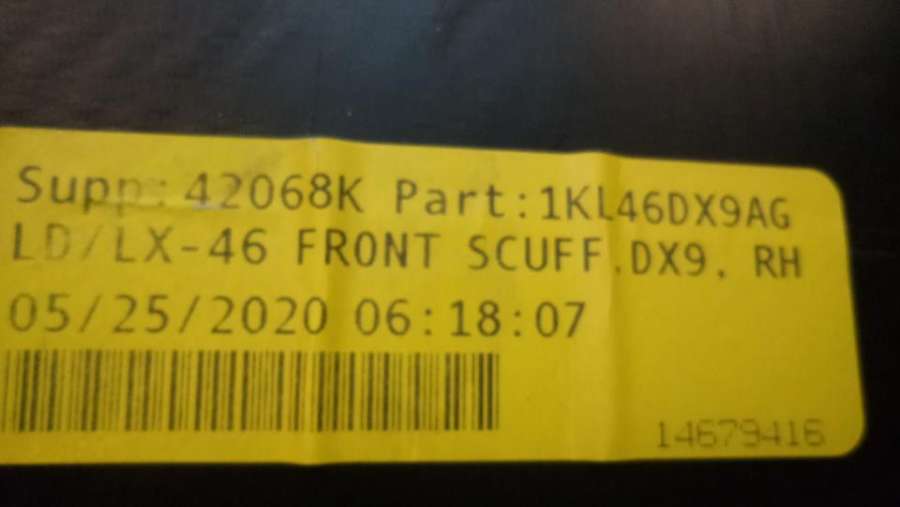 Supp: 42068K Part:1KL46DX9AG
LD/LX-46 FRONT SCUFF,DX9, RH
05/25/2020 06:18:07
14679416